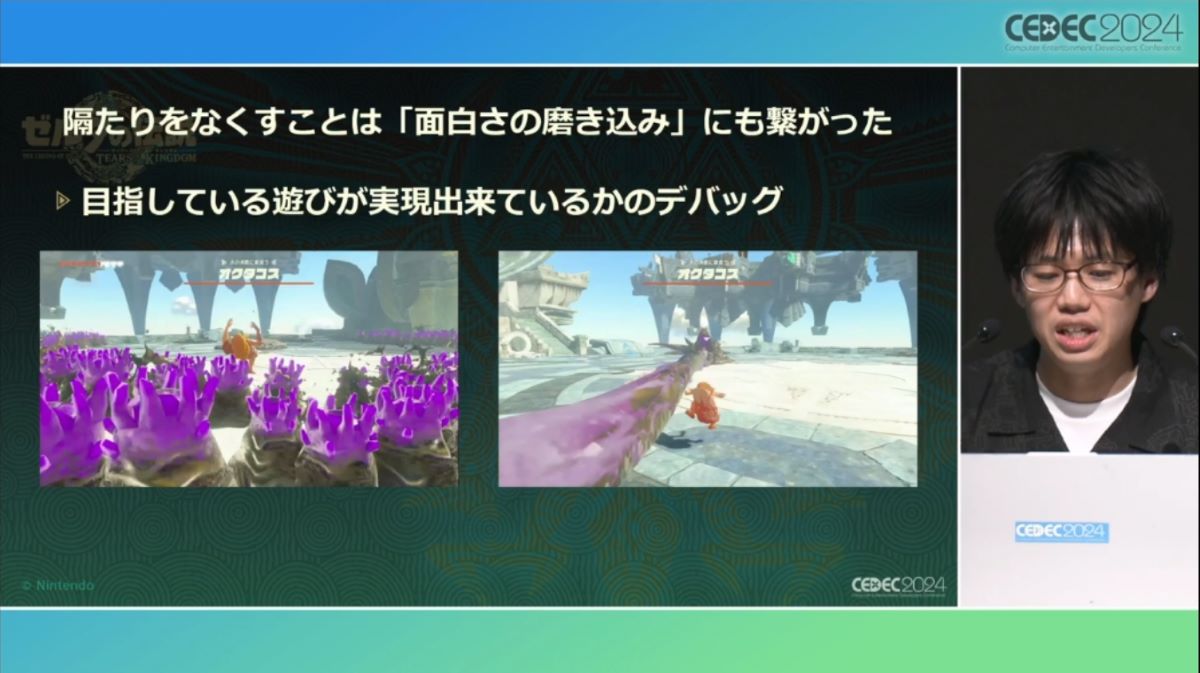 CEDEC2024
Computer Entertainment Developers Conference
隔たりをなくすことは「面白さの磨き込み」にも繋がった
ゼルダの伝説
TEARS OF THE KINGDOM
目指している遊びが実現出来ているかのデバッグ
オクタコス
オクタコス
© Nintendo
CEDEC2024
CEDEC2024